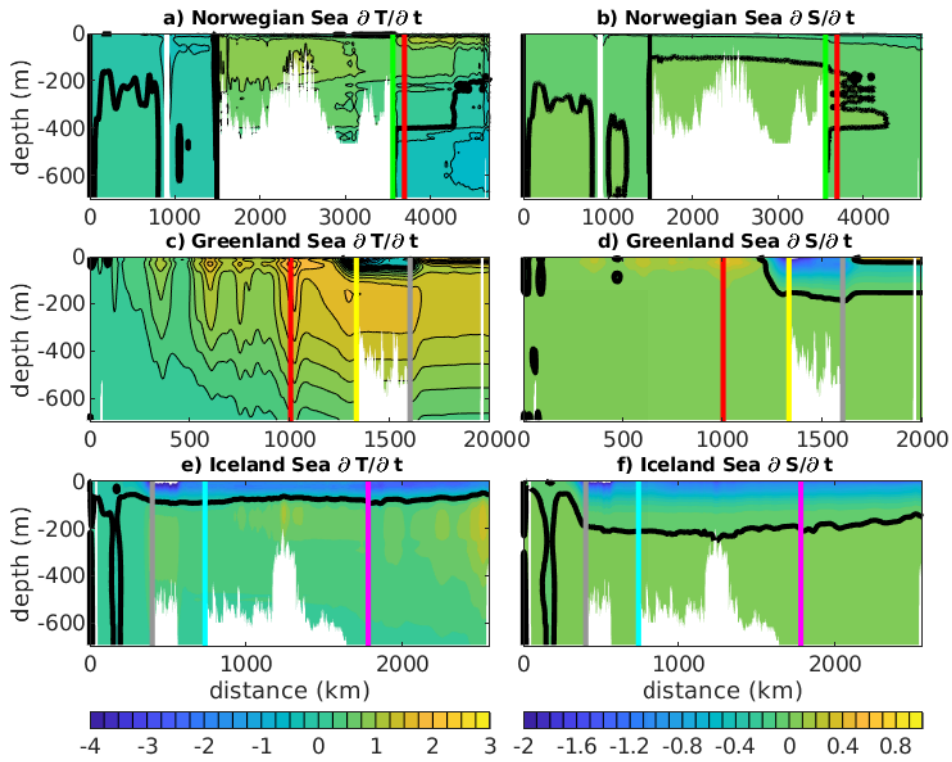 a) Norwegian Sea ∂ T/∂ t
b) Norwegian Sea ∂ S/∂ t
depth (m)
0
-200
-400
-600
0 1000 2000 3000 4000
0 1000 2000 3000 4000
c) Greenland Sea ∂ T/∂ t
d) Greenland Sea ∂ S/∂ t
depth (m)
0
-200
-400
-600
0 500 1000 1500 2000
0 500 1000 1500 2000
e) Iceland Sea ∂ T/∂ t
f) Iceland Sea ∂ S/∂ t
depth (m)
0
-200
-400
-600
0 1000 2000
0 1000 2000
distance (km)
distance (km)
-4 -3 -2 -1 0 1 2 3
-2 -1.6 -1.2 -0.8 -0.4 0 0.4 0.8